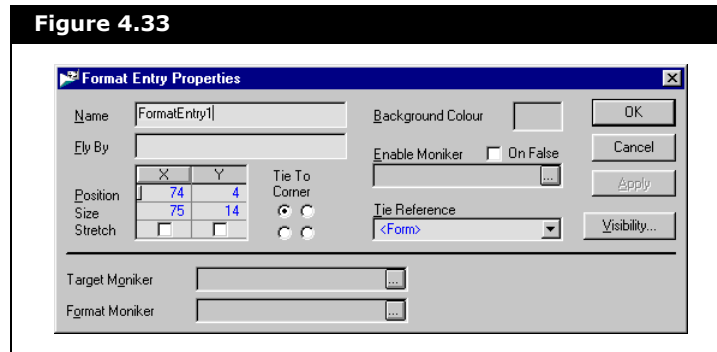 Figure 4.33
Format Entry Properties
Name FormatEntry1 Background Colour OK
Fly By Enable Moniker On False Cancel
X Y Tie To Corner ... Apply
Position 74 4
Size 75 14 Tie Reference
Stretch <Form> Visibility...
Target Moniker ...
Format Moniker ...